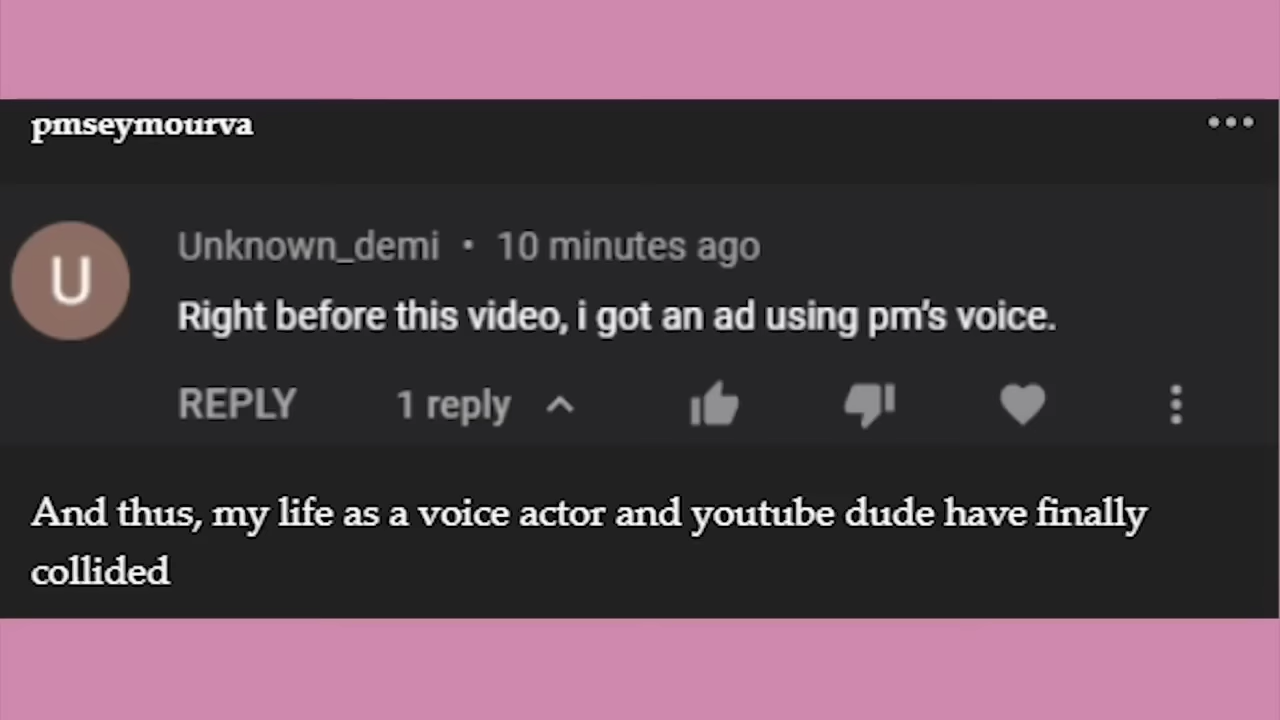 pmseymourva
Unknown_demi • 10 minutes ago
Right before this video, i got an ad using pm’s voice.
REPLY 1 reply
And thus, my life as a voice actor and youtube dude have finally
collided